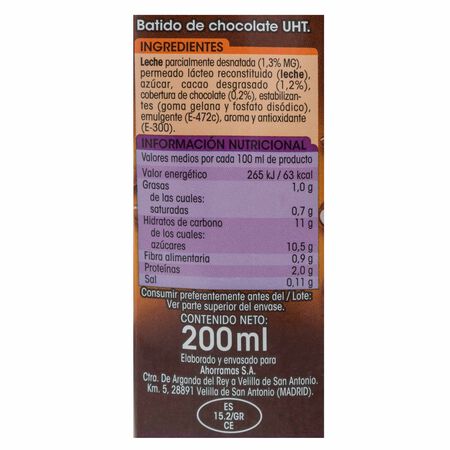 Batido de chocolate UHT.
INGREDIENTES
Leche parcialmente desnatada (1,3% MG),
permeado lácteo reconstituido (leche),
azúcar, cacao desgrasado (1,2%),
cobertura de chocolate (0,2%), estabilizan-
tes (goma gelana y fosfato disódico),
emulgente (E-472c), aroma y antioxidante
(E-300).
INFORMACIÓN NUTRICIONAL
Valores medios por cada 100 ml de producto
Valor energético 265 kJ / 63 kcal
Grasas 1,0 g
de las cuales:
saturadas 0,7 g
Hidratos de carbono 11 g
de los cuales:
azúcares 10,5 g
Fibra alimentaria 0,9 g
Proteínas 2,0 g
Sal 0,11 g
Consumir preferentemente antes del / Lote:
Ver parte superior del envase.
CONTENIDO NETO:
200 ml
Elaborado y envasado para
Ahorramas S.A.
Ctra. De Arganda del Rey a Velilla de San Antonio.
Km. 5, 28891 Velilla de San Antonio (MADRID).
ES
15.2/GR
CE